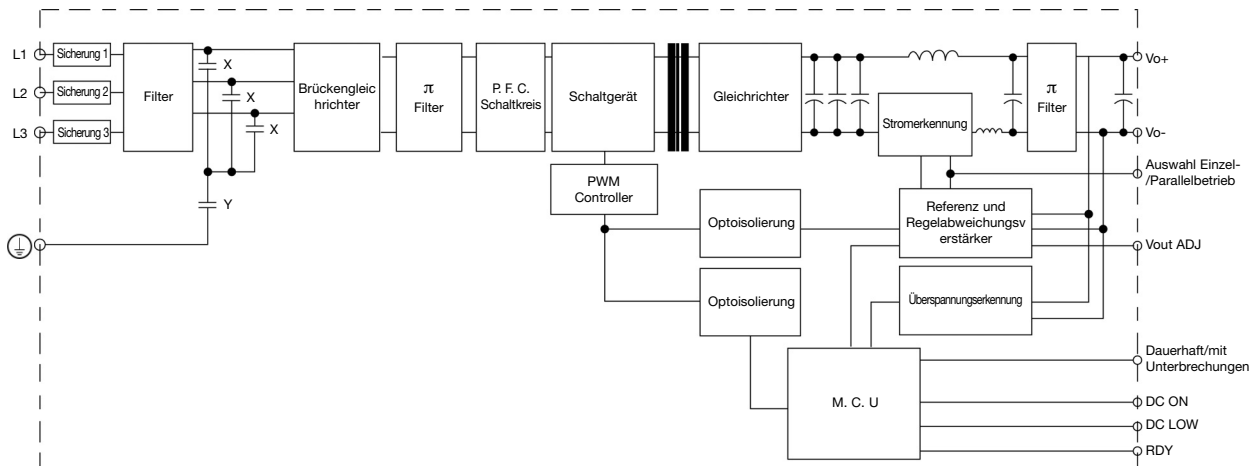 L1
Sicherung 1
L2
Sicherung 2
L3
Sicherung 3
Filter
X
X
X
Y
Brückengleic
hrichter
π
Filter
P. F. C.
Schaltkreis
Schaltgerät
PWM
Controller
Gleichrichter
Stromerkennung
π
Filter
Vo+
Vo-
Auswahl Einzel-
/Parallelbetrieb
Optoisolierung
Referenz und
Regelabweichungsv
erstärker
Vout ADJ
Optoisolierung
Überspannungserkennung
M. C. U
Dauerhaft/mit
Unterbrechungen
DC ON
DC LOW
RDY